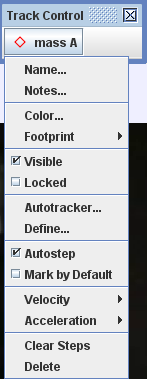 Track Control
mass A
Name...
Notes...
Color...
Footprint
Visible
Locked
Autotracker...
Define...
Autostep
Mark by Default
Velocity
Acceleration
Clear Steps
Delete